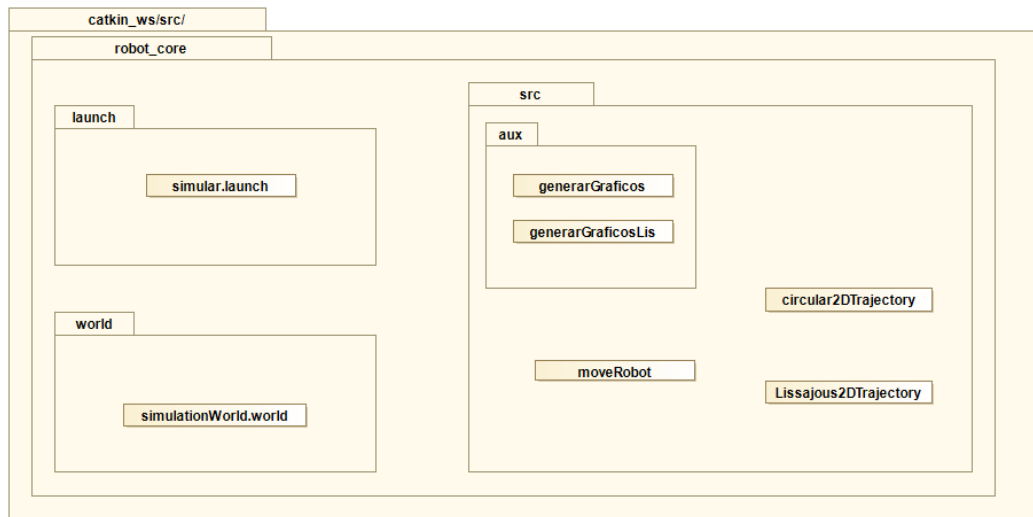 catkin_ws/src/
robot_core
launch
simular.launch
world
simulationWorld.world
src
aux
generarGraficos
generarGraficosLis
circular2DTrajectory
moveRobot
Lissajous2DTrajectory